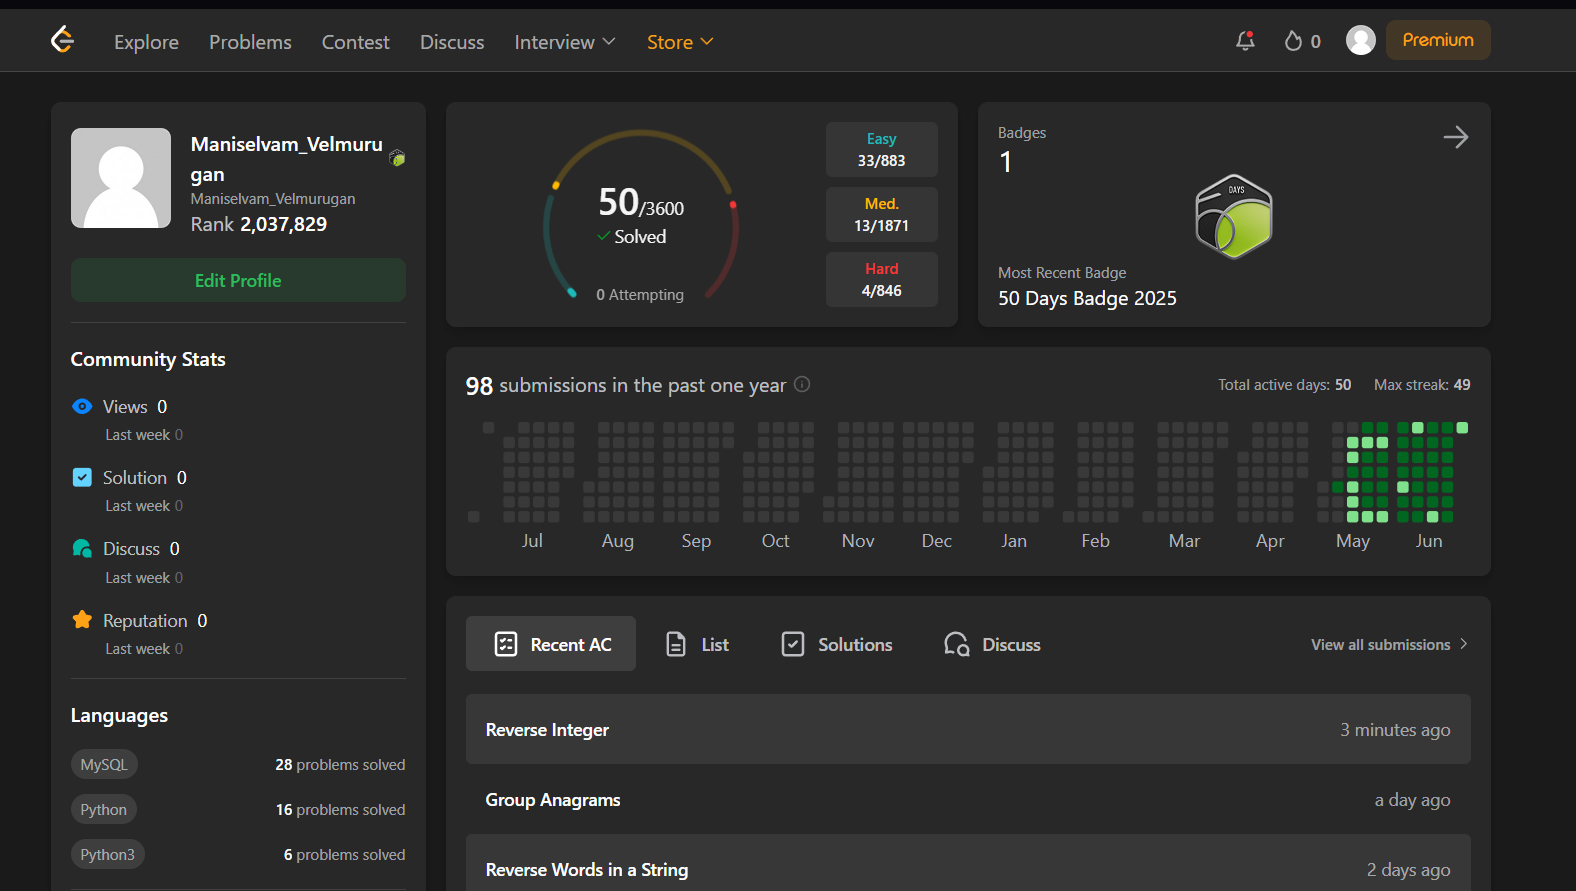 Explore Problems Contest Discuss Interview Store 0 Premium
Maniselvam_Velmuru
gan
Maniselvam_Velmurugan
Rank 2,037,829
Edit Profile
Community Stats
Views 0
Last week 0
Solution 0
Last week 0
Discuss 0
Last week 0
Reputation 0
Last week 0
Languages
MySQL 28 problems solved
Python 16 problems solved
Python3 6 problems solved
50/3600
Solved
0 Attempting
Easy
33/883
Med.
13/1871
Hard
4/846
Badges
1
DAYS
Most Recent Badge
50 Days Badge 2025
98 submissions in the past one year Total active days: 50 Max streak: 49
Jul Aug Sep Oct Nov Dec Jan Feb Mar Apr May Jun
Recent AC List Solutions Discuss View all submissions
Reverse Integer 3 minutes ago
Group Anagrams a day ago
Reverse Words in a String 2 days ago